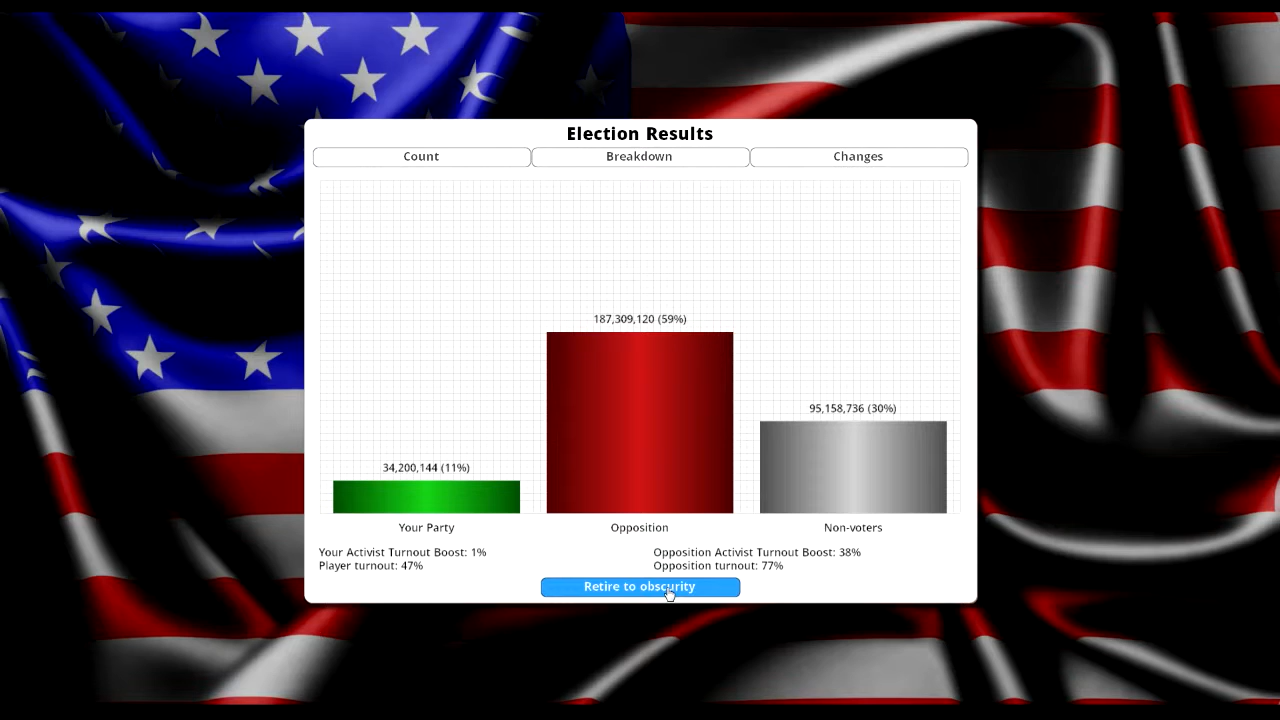 Election Results
Count Breakdown Changes
187,309,120 (59%)
95,158,736 (30%)
34,200,144 (11%)
Your Party Opposition Non-voters
Your Activist Turnout Boost: 1% Opposition Activist Turnout Boost: 38%
Player turnout: 47% Opposition turnout: 77%
Retire to obscurity